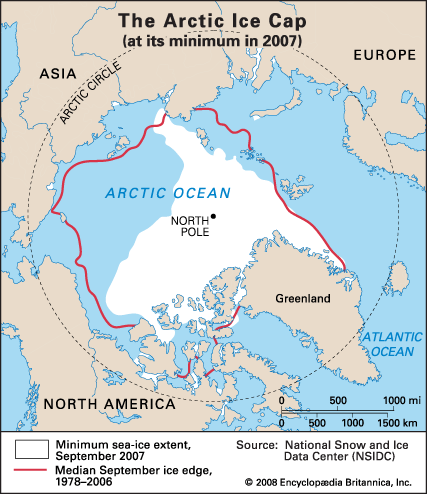 The Arctic Ice Cap
(at its minimum in 2007)
EUROPE
ASIA
ARCTIC CIRCLE
ARCTIC OCEAN
NORTH
POLE
Greenland
ATLANTIC
OCEAN
NORTH AMERICA
0 500 1000 mi
0 500 1000 1500 km
Minimum sea-ice extent,
September 2007
Median September ice edge,
1978–2006
Source: National Snow and Ice
Data Center (NSIDC)
© 2008 Encyclopædia Britannica, Inc.